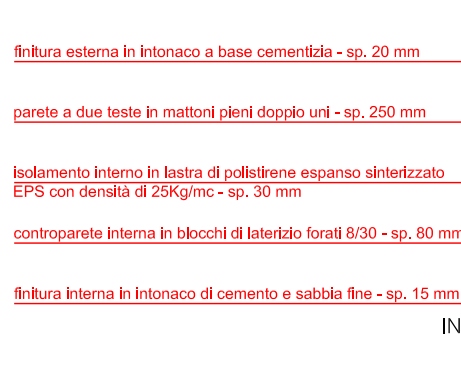 finitura esterna in intonaco a base cementizia - sp. 20 mm
parete a due teste in mattoni pieni doppio uni - sp. 250 mm
isolamento interno in lastra di polistirene espanso sinterizzato
EPS con densità di 25Kg/mc - sp. 30 mm
controparete interna in blocchi di laterizio forati 8/30 - sp. 80 mm
finitura interna in intonaco di cemento e sabbia fine - sp. 15 mm
IN